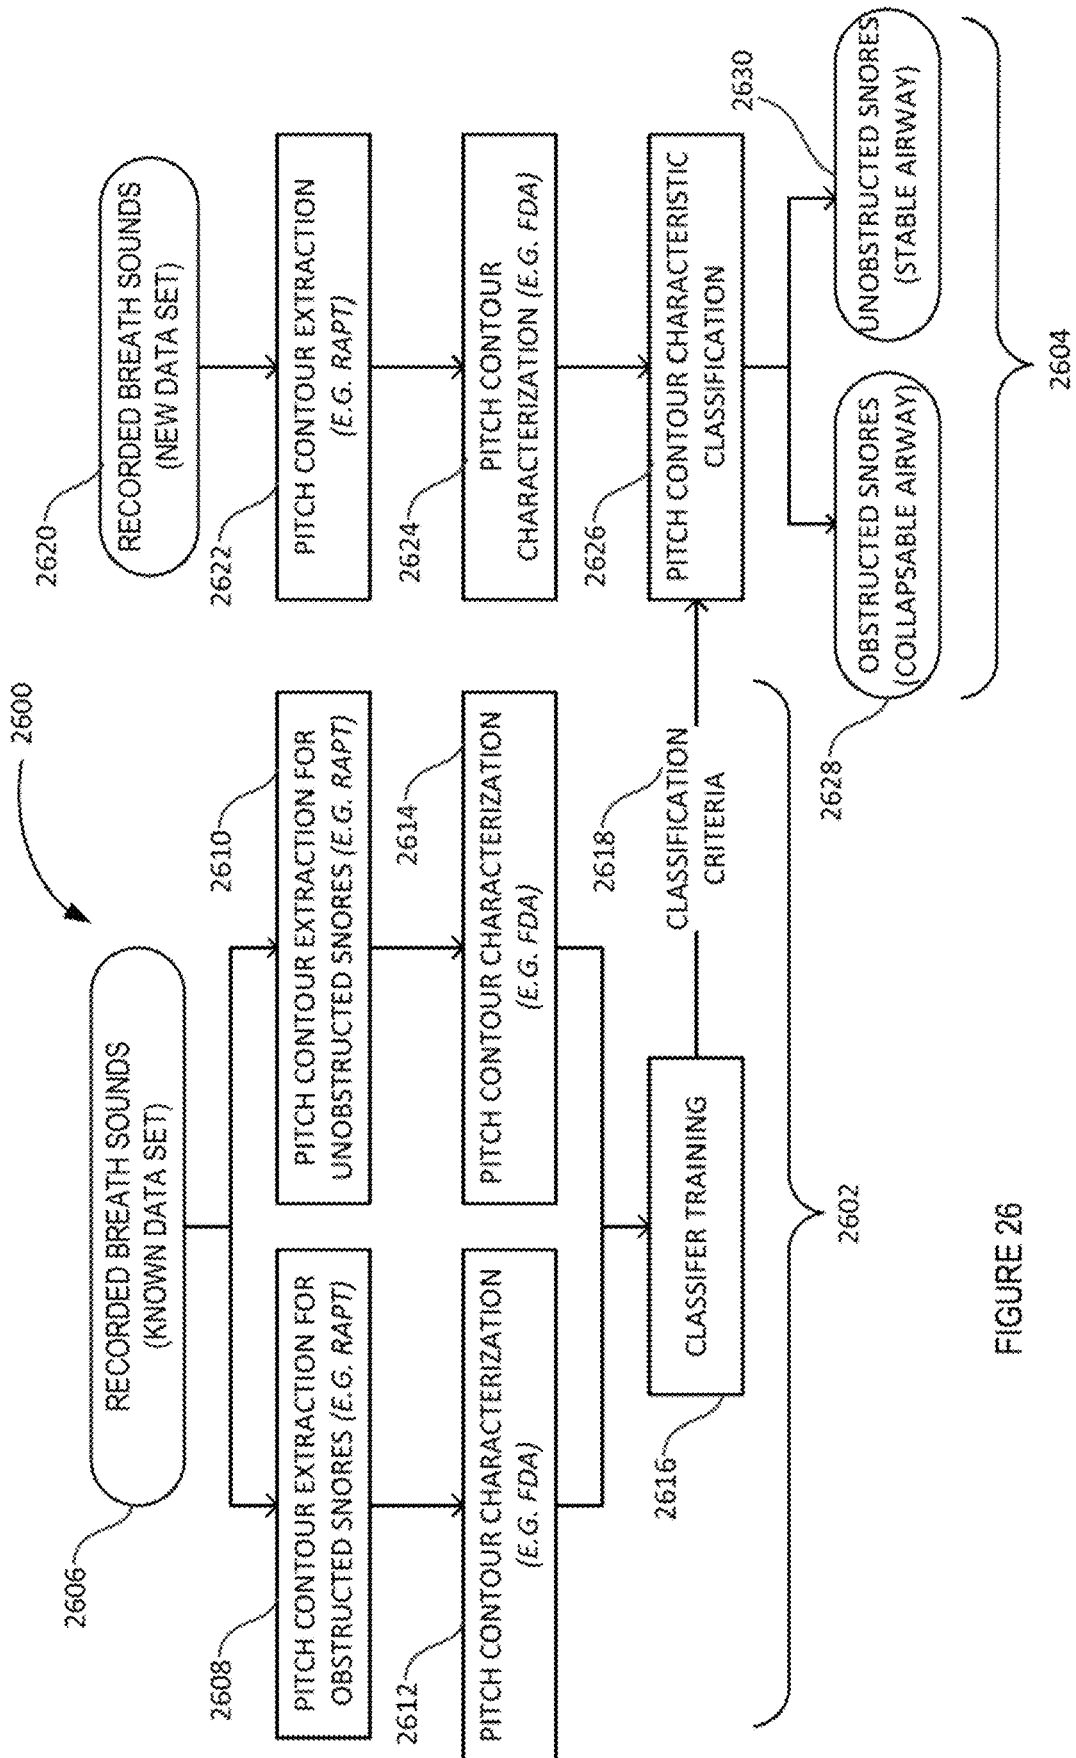 2600
2606
RECORDED BREATH SOUNDS
(KNOWN DATA SET)
2608
PITCH CONTOUR EXTRACTION FOR
OBSTRUCTED SNORES (E.G. RAPT)
2610
PITCH CONTOUR EXTRACTION FOR
UNOBSTRUCTED SNORES (E.G. RAPT)
2612
PITCH CONTOUR CHARACTERIZATION
(E.G. FDA)
2614
PITCH CONTOUR CHARACTERIZATION
(E.G. FDA)
2616
CLASSIFER TRAINING
2618
CLASSIFICATION
CRITERIA
2602
2620
RECORDED BREATH SOUNDS
(NEW DATA SET)
2622
PITCH CONTOUR EXTRACTION
(E.G. RAPT)
2624
PITCH CONTOUR
CHARACTERIZATION (E.G. FDA)
2626
PITCH CONTOUR CHARACTERISTIC
CLASSIFICATION
2628
OBSTRUCTED SNORES
(COLLAPSABLE AIRWAY)
2630
UNOBSTRUCTED SNORES
(STABLE AIRWAY)
2604
FIGURE 26